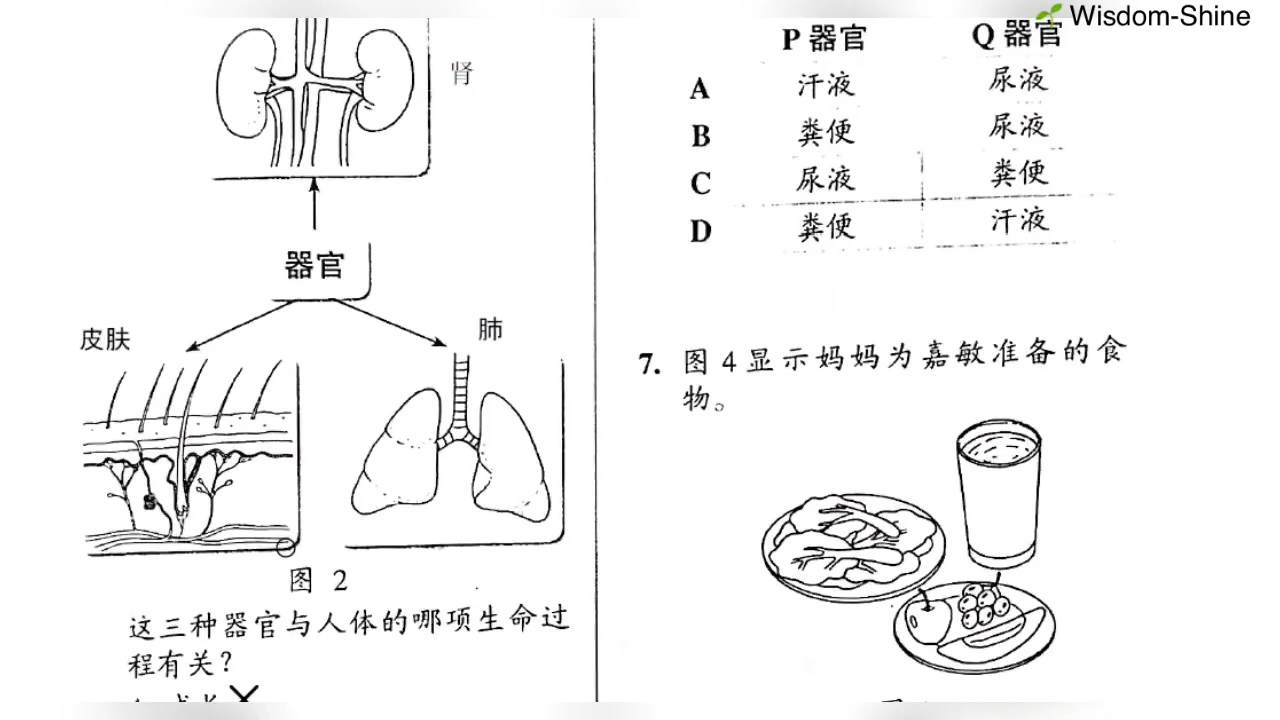 Wisdom-Shine
肾
器官
皮肤
肺
图 2
这三种器官与人体的哪项生命过
程有关?
P 器官 Q 器官
A 汗液 尿液
B 粪便 尿液
C 尿液 粪便
D 粪便 汗液
7. 图 4 显示妈妈为嘉敏准备的食
物。